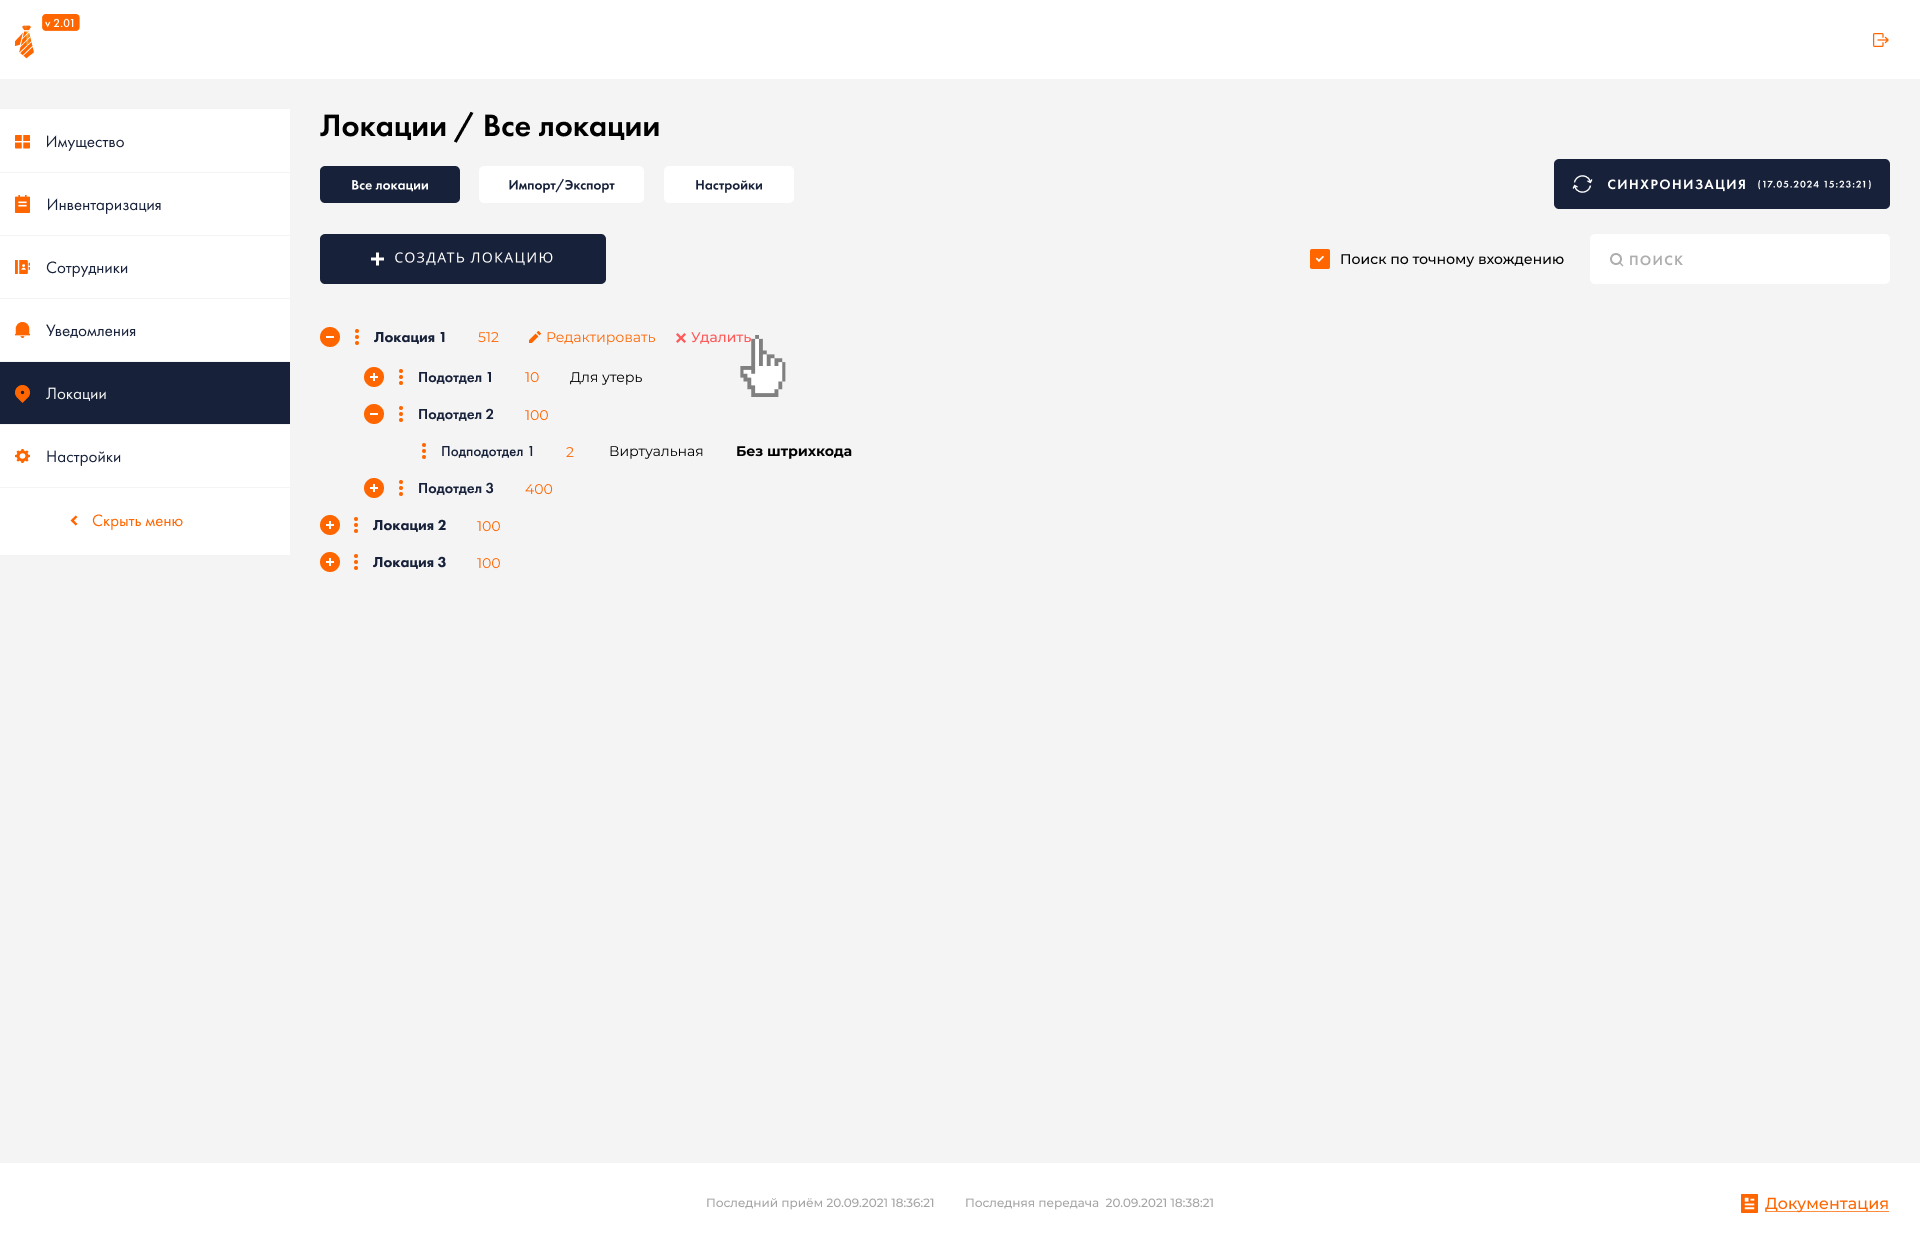 v 2.01
Имущество
Инвентаризация
Сотрудники
Уведомления
Локации
Настройки
Скрыть меню
Локации / Все локации
Все локации
Импорт/Экспорт
Настройки
СИНХРОНИЗАЦИЯ (17.05.2024 15:23:21)
СОЗДАТЬ ЛОКАЦИЮ
Поиск по точному вхождению
ПОИСК
Локация 1 512 Редактировать Удалить
Подотдел 1 10 Для утерь
Подотдел 2 100
Подподотдел 1 2 Виртуальная Без штрихкода
Подотдел 3 400
Локация 2 100
Локация 3 100
Последний приём 20.09.2021 18:36:21 Последняя передача 20.09.2021 18:38:21
Документация